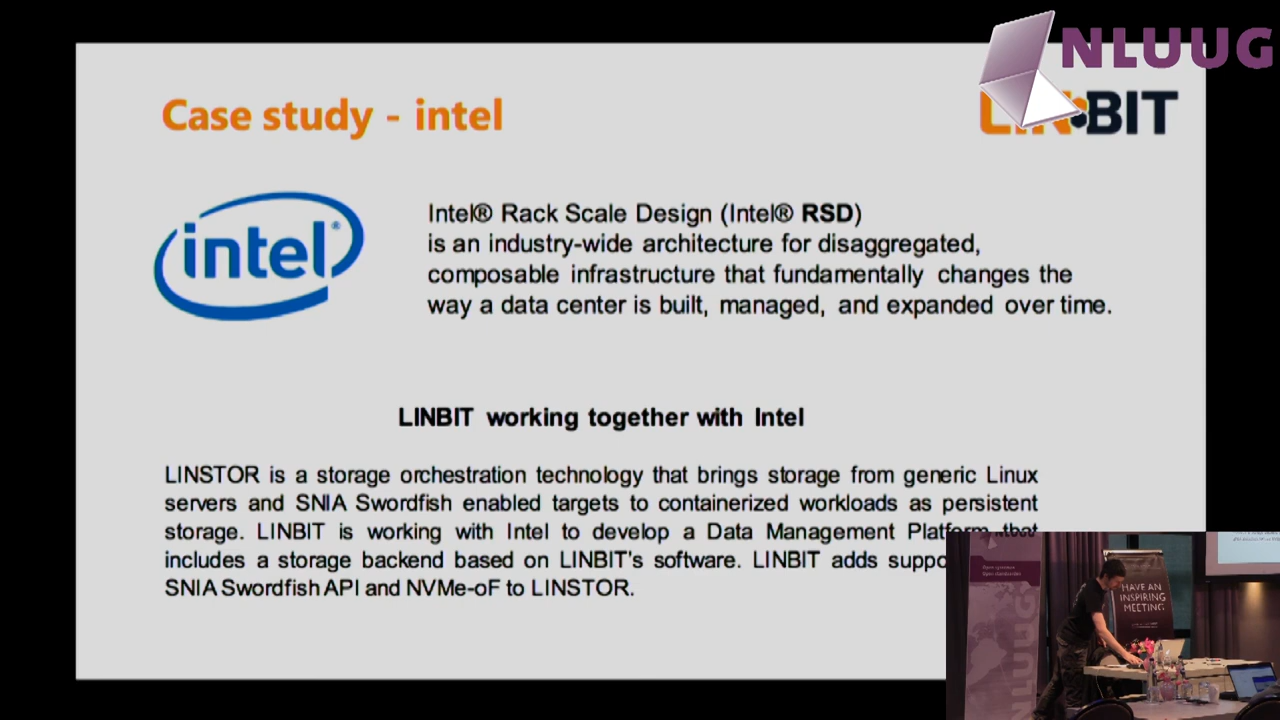 NLUUG
Case study - intel
LINBIT
intel®
Intel® Rack Scale Design (Intel® RSD)
is an industry-wide architecture for disaggregated,
composable infrastructure that fundamentally changes the
way a data center is built, managed, and expanded over time.
LINBIT working together with Intel
LINSTOR is a storage orchestration technology that brings storage from generic Linux
servers and SNIA Swordfish enabled targets to containerized workloads as persistent
storage. LINBIT is working with Intel to develop a Data Management Platform that
includes a storage backend based on LINBIT's software. LINBIT adds
SNIA Swordfish API and NVMe-oF to LINSTOR.
HAVE AN
INSPIRING
MEETING
NLUUG